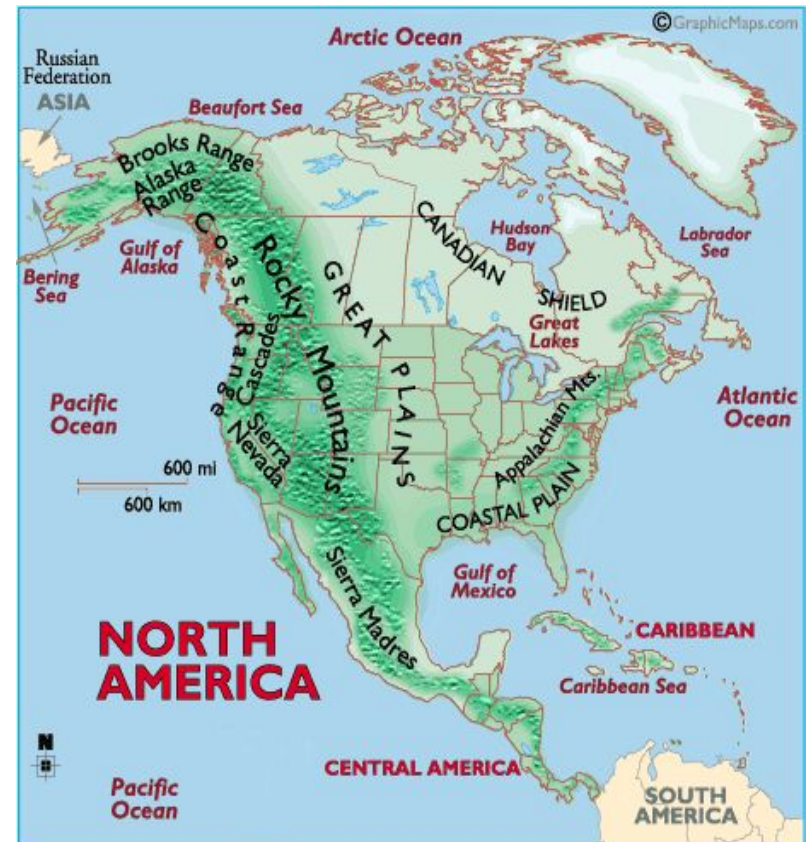 ©GraphicMaps.com
Arctic Ocean
Russian
Federation
ASIA
Beaufort Sea
Brooks Range
Alaska
Range
Bering
Sea
Gulf of
Alaska
Coast Range
Rocky Mountains
Cascades
Sierra
Nevada
GREAT PLAINS
CANADIAN SHIELD
Hudson
Bay
Labrador
Sea
Great
Lakes
Pacific
Ocean
Atlantic
Ocean
Appalachian Mts.
COASTAL PLAIN
600 mi
600 km
Sierra Madres
Gulf of
Mexico
NORTH
AMERICA
CARIBBEAN
Caribbean Sea
N
CENTRAL AMERICA
Pacific
Ocean
SOUTH
AMERICA